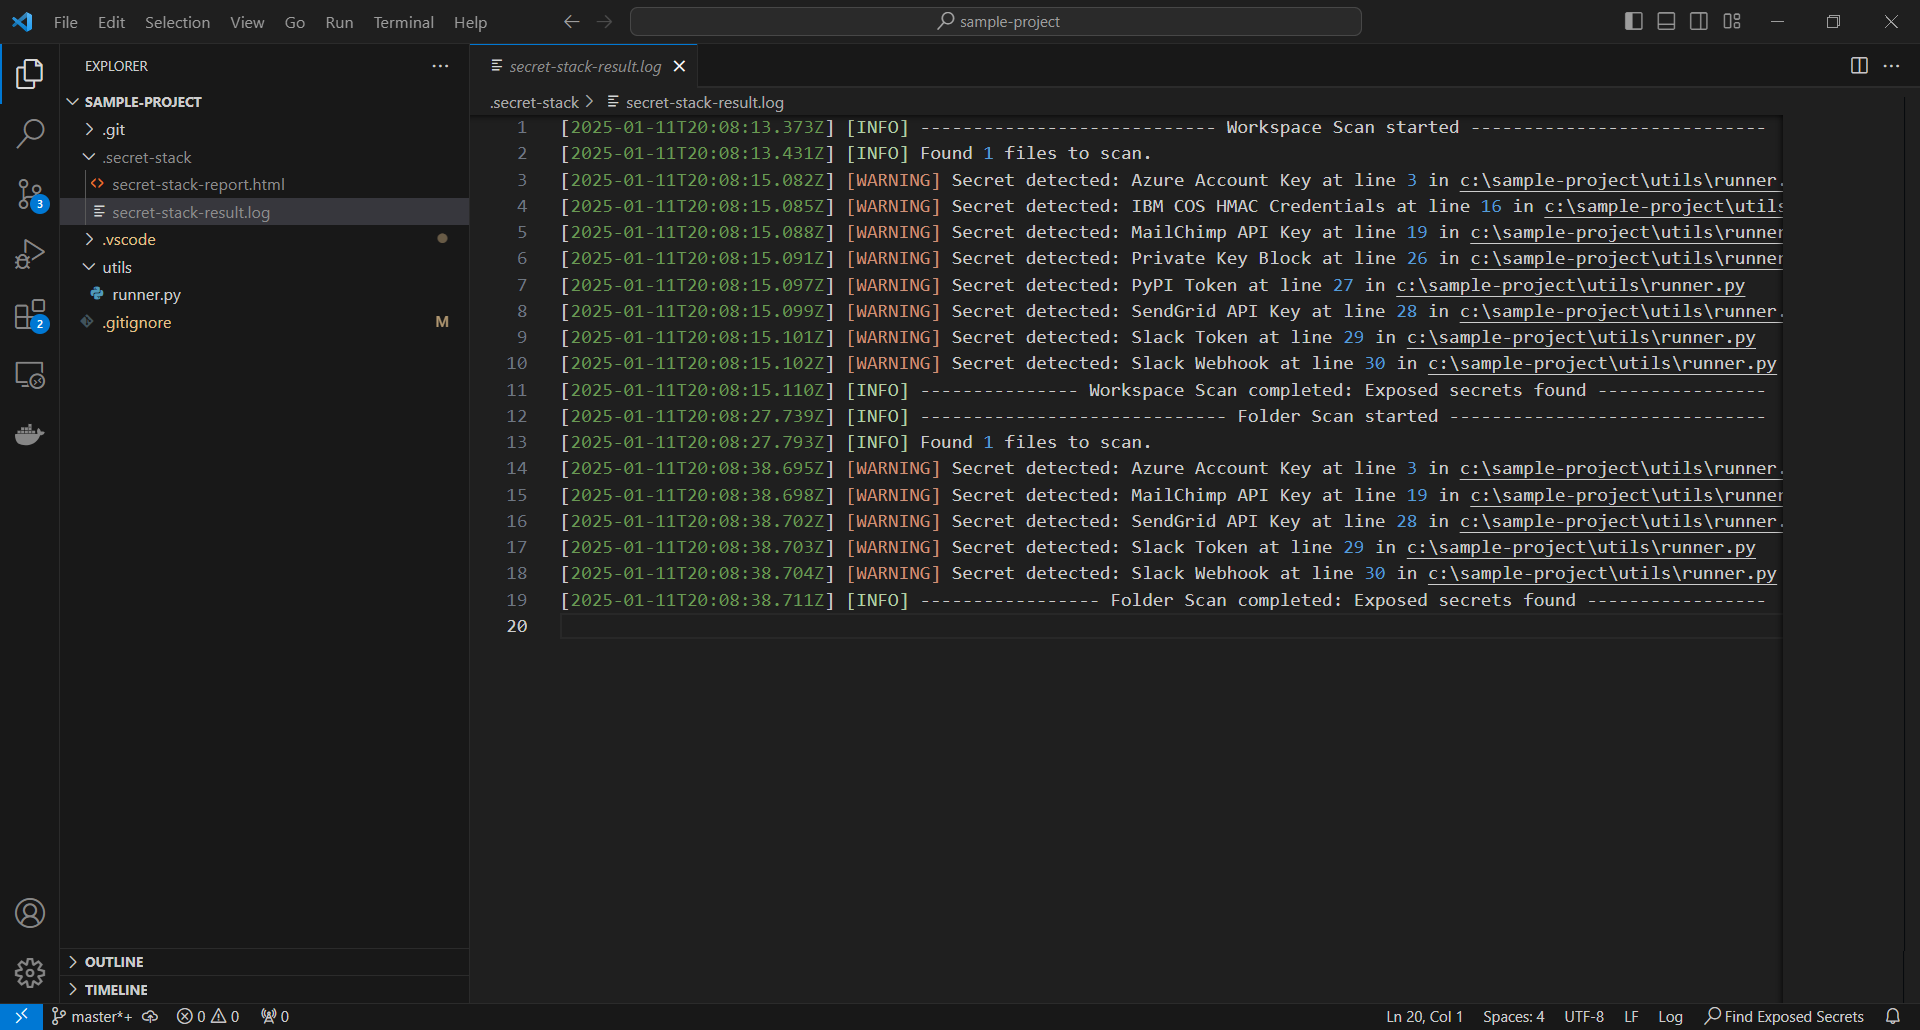 File Edit Selection View Go Run Terminal Help
sample-project
EXPLORER
SAMPLE-PROJECT
.git
.secret-stack
secret-stack-report.html
secret-stack-result.log
.vscode
utils
runner.py
.gitignore M
3
2
OUTLINE
TIMELINE
secret-stack-result.log
.secret-stack secret-stack-result.log
1 [2025-01-11T20:08:13.373Z] [INFO] ---------------------------- Workspace Scan started ----------------------------
2 [2025-01-11T20:08:13.431Z] [INFO] Found 1 files to scan.
3 [2025-01-11T20:08:15.082Z] [WARNING] Secret detected: Azure Account Key at line 3 in c:\sample-project\utils\runner.
4 [2025-01-11T20:08:15.085Z] [WARNING] Secret detected: IBM COS HMAC Credentials at line 16 in c:\sample-project\utils
5 [2025-01-11T20:08:15.088Z] [WARNING] Secret detected: MailChimp API Key at line 19 in c:\sample-project\utils\runner
6 [2025-01-11T20:08:15.091Z] [WARNING] Secret detected: Private Key Block at line 26 in c:\sample-project\utils\runner
7 [2025-01-11T20:08:15.097Z] [WARNING] Secret detected: PyPI Token at line 27 in c:\sample-project\utils\runner.py
8 [2025-01-11T20:08:15.099Z] [WARNING] Secret detected: SendGrid API Key at line 28 in c:\sample-project\utils\runner.
9 [2025-01-11T20:08:15.101Z] [WARNING] Secret detected: Slack Token at line 29 in c:\sample-project\utils\runner.py
10 [2025-01-11T20:08:15.102Z] [WARNING] Secret detected: Slack Webhook at line 30 in c:\sample-project\utils\runner.py
11 [2025-01-11T20:08:15.110Z] [INFO] --------------- Workspace Scan completed: Exposed secrets found ----------------
12 [2025-01-11T20:08:27.739Z] [INFO] ----------------------------- Folder Scan started ------------------------------
13 [2025-01-11T20:08:27.793Z] [INFO] Found 1 files to scan.
14 [2025-01-11T20:08:38.695Z] [WARNING] Secret detected: Azure Account Key at line 3 in c:\sample-project\utils\runner.
15 [2025-01-11T20:08:38.698Z] [WARNING] Secret detected: MailChimp API Key at line 19 in c:\sample-project\utils\runner
16 [2025-01-11T20:08:38.702Z] [WARNING] Secret detected: SendGrid API Key at line 28 in c:\sample-project\utils\runner.
17 [2025-01-11T20:08:38.703Z] [WARNING] Secret detected: Slack Token at line 29 in c:\sample-project\utils\runner.py
18 [2025-01-11T20:08:38.704Z] [WARNING] Secret detected: Slack Webhook at line 30 in c:\sample-project\utils\runner.py
19 [2025-01-11T20:08:38.711Z] [INFO] ----------------- Folder Scan completed: Exposed secrets found -----------------
20
master*+ 0 0 0 Ln 20, Col 1 Spaces: 4 UTF-8 LF Log Find Exposed Secrets